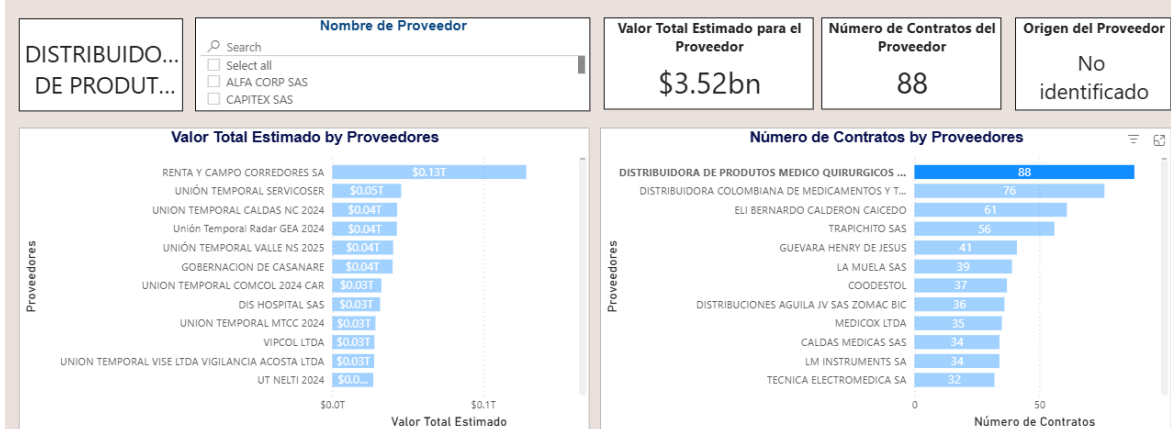 DISTRIBUIDO...
DE PRODUT...
Nombre de Proveedor
Search
Select all
ALFA CORP SAS
CAPITEX SAS
Valor Total Estimado para el
Proveedor
$3.52bn
Número de Contratos del
Proveedor
88
Origen del Proveedor
No
identificado
Valor Total Estimado by Proveedores
Proveedores
RENTA Y CAMPO CORREDORES SA $0.13T
UNIÓN TEMPORAL SERVICOSER $0.05T
UNION TEMPORAL CALDAS NC 2024 $0.04T
Unión Temporal Radar GEA 2024 $0.04T
UNIÓN TEMPORAL VALLE NS 2025 $0.04T
GOBERNACION DE CASANARE $0.04T
UNION TEMPORAL COMCOL 2024 CAR $0.03T
DIS HOSPITAL SAS $0.03T
UNION TEMPORAL MTCC 2024 $0.03T
VIPCOL LTDA $0.03T
UNION TEMPORAL VISE LTDA VIGILANCIA ACOSTA LTDA $0.03T
UT NELTI 2024 $0.0...
$0.0T $0.1T
Valor Total Estimado
Número de Contratos by Proveedores
Proveedores
DISTRIBUIDORA DE PRODUTOS MEDICO QUIRURGICOS ... 88
DISTRIBUIDORA COLOMBIANA DE MEDICAMENTOS Y T... 76
ELI BERNARDO CALDERON CAICEDO 61
TRAPICHITO SAS 56
GUEVARA HENRY DE JESUS 41
LA MUELA SAS 39
COODESTOL 37
DISTRIBUCIONES AGUILA JV SAS ZOMAC BIC 36
MEDICOX LTDA 35
CALDAS MEDICAS SAS 34
LM INSTRUMENTS SA 34
TECNICA ELECTROMEDICA SA 32
0 50
Número de Contratos